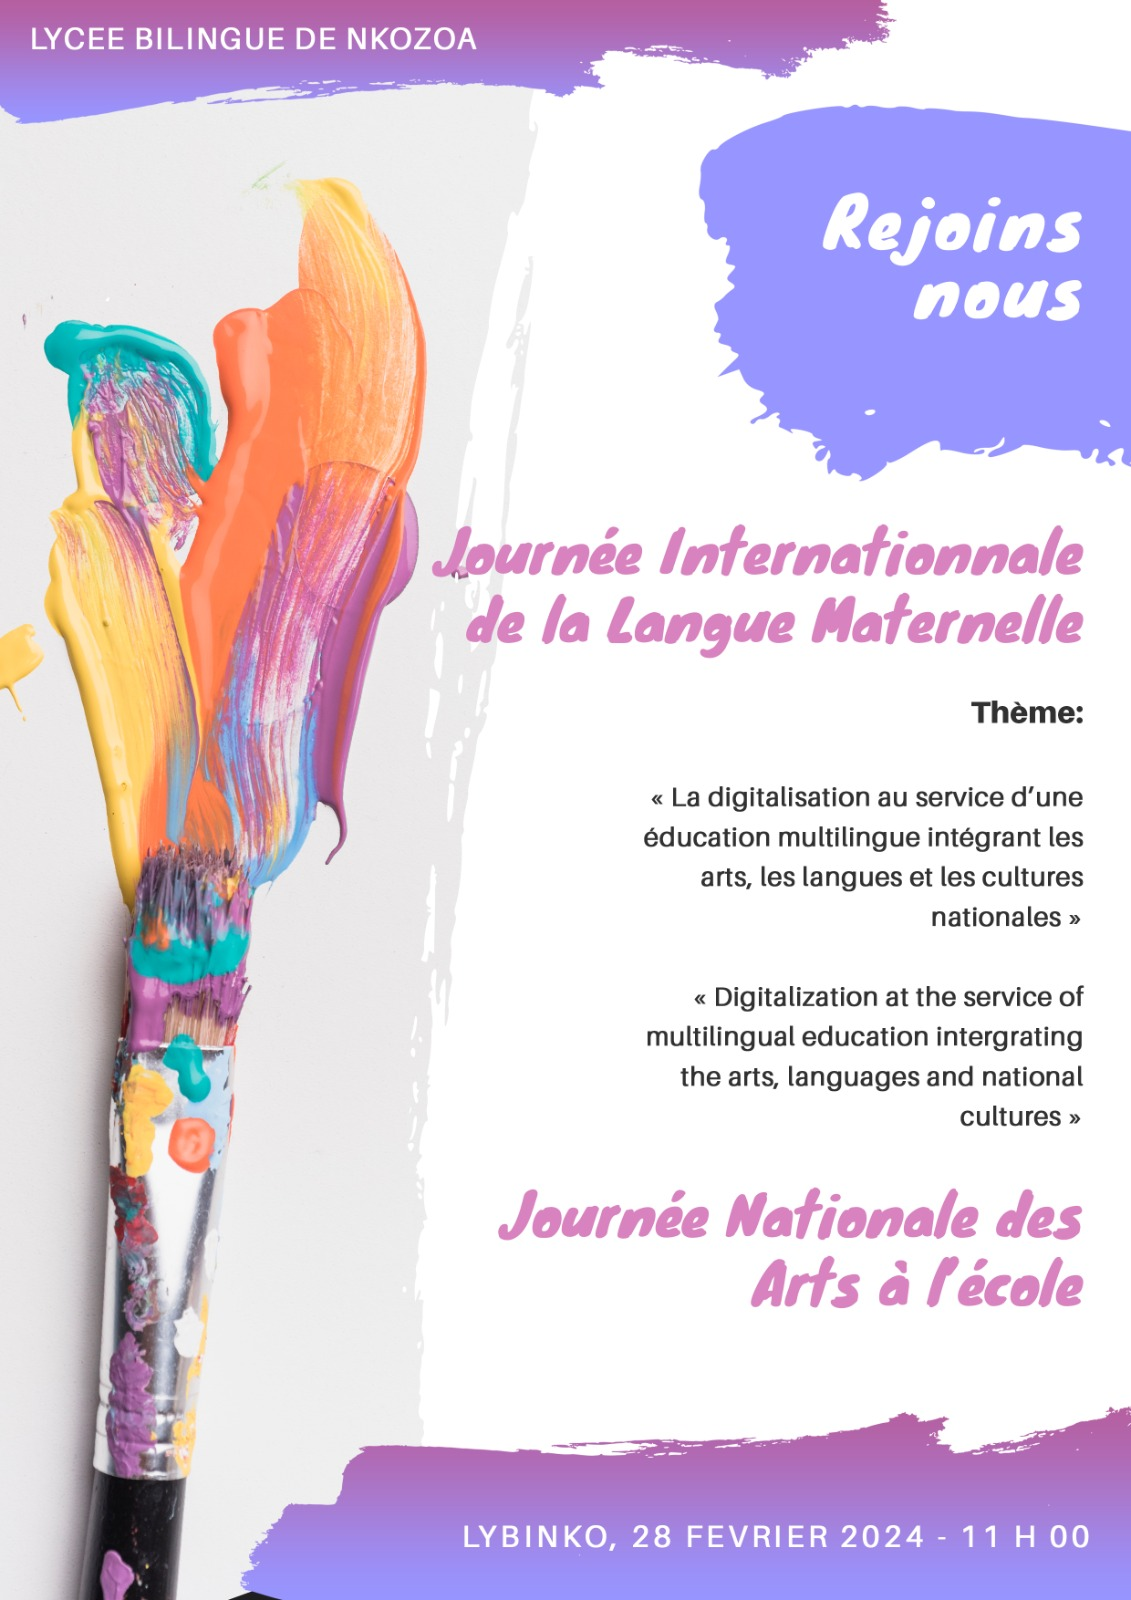 LYCEE BILINGUE DE NKOZOA
Rejoins
nous
Journée Internationnale
de la Langue Maternelle
Thème:
« La digitalisation au service d’une
éducation multilingue intégrant les
arts, les langues et les cultures
nationales »
« Digitalization at the service of
multilingual education intergrating
the arts, languages and national
cultures »
Journée Nationale des
Arts à l'école
LYBINKO, 28 FEVRIER 2024 - 11 H 00